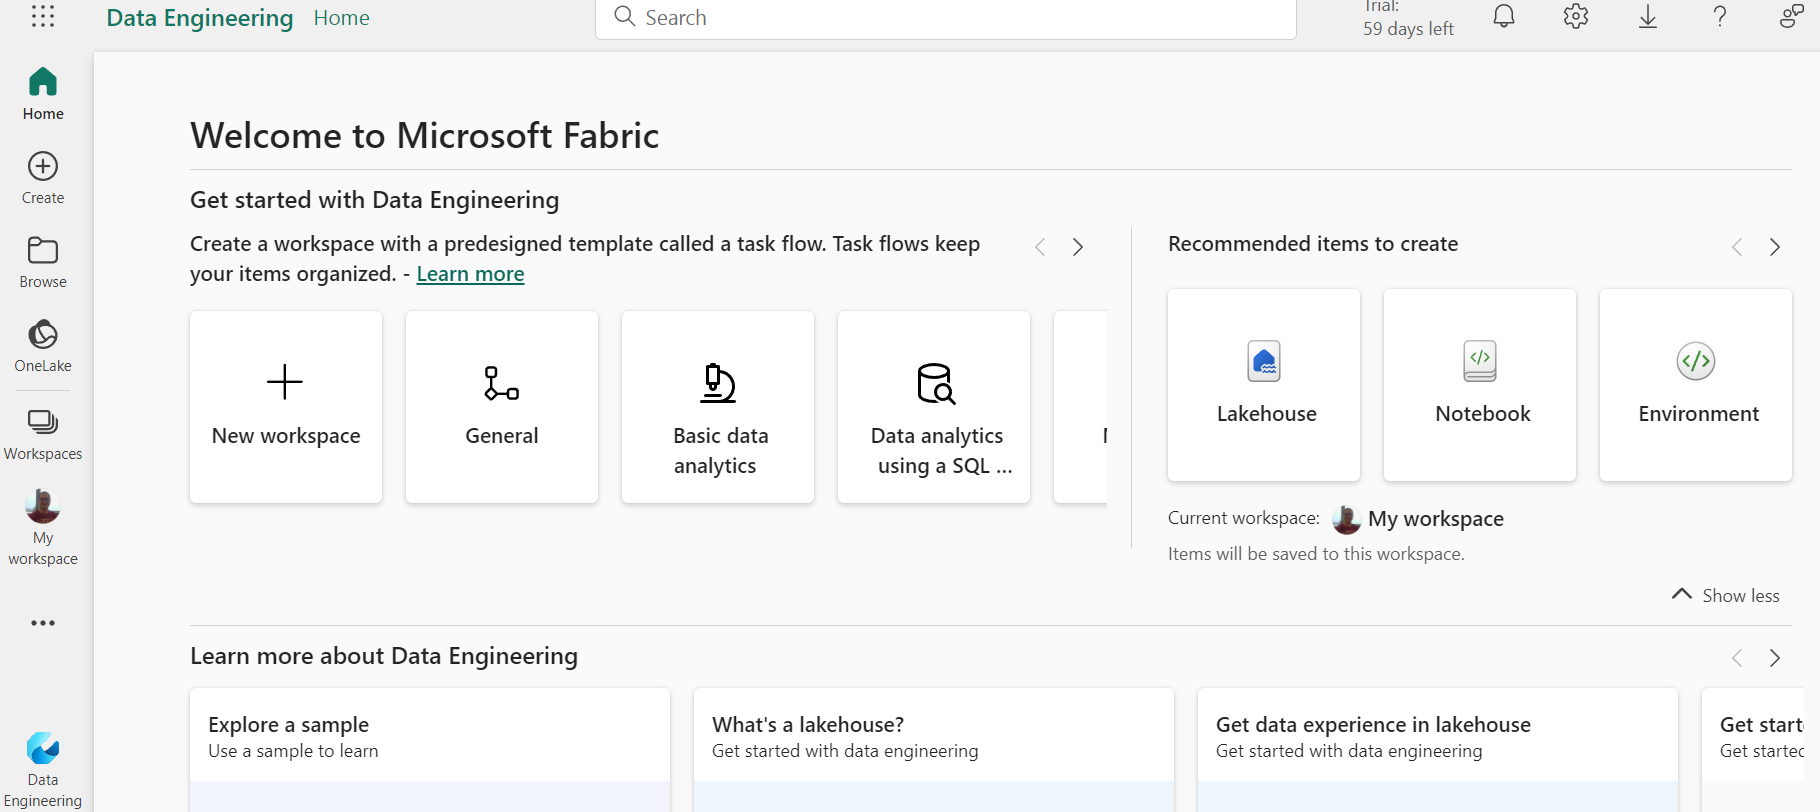 Data Engineering Home
Search
Trial:
59 days left
Home
Create
Browse
OneLake
Workspaces
My
workspace
Data
Engineering
Welcome to Microsoft Fabric
Get started with Data Engineering
Create a workspace with a predesigned template called a task flow. Task flows keep
your items organized. - Learn more
New workspace
General
Basic data
analytics
Data analytics
using a SQL ...
Recommended items to create
Lakehouse
Notebook
Environment
Current workspace: My workspace
Items will be saved to this workspace.
Show less
Learn more about Data Engineering
Explore a sample
Use a sample to learn
What's a lakehouse?
Get started with data engineering
Get data experience in lakehouse
Get started with data engineering
Get start
Get started